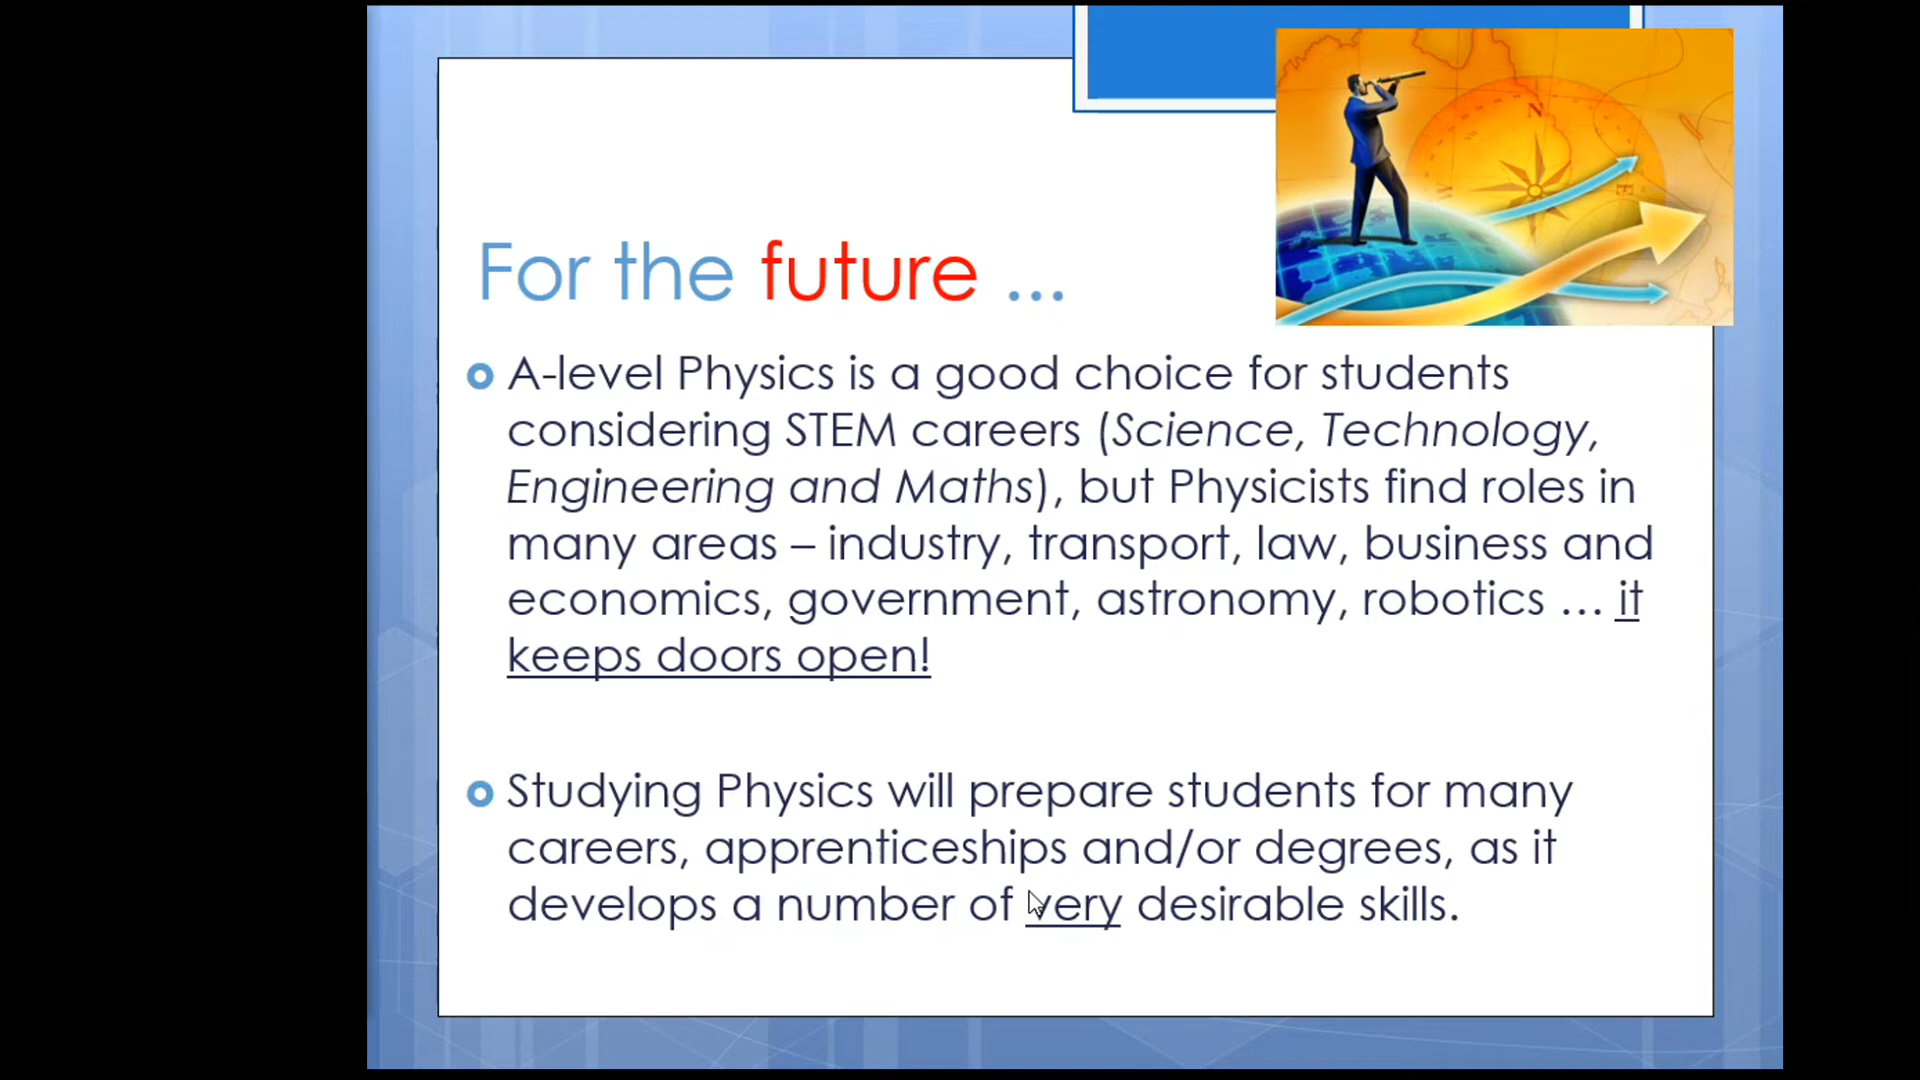 For the future ...
A-level Physics is a good choice for students
considering STEM careers (Science, Technology,
Engineering and Maths), but Physicists find roles in
many areas – industry, transport, law, business and
economics, government, astronomy, robotics … it
keeps doors open!
Studying Physics will prepare students for many
careers, apprenticeships and/or degrees, as it
develops a number of very desirable skills.
Z
W
E